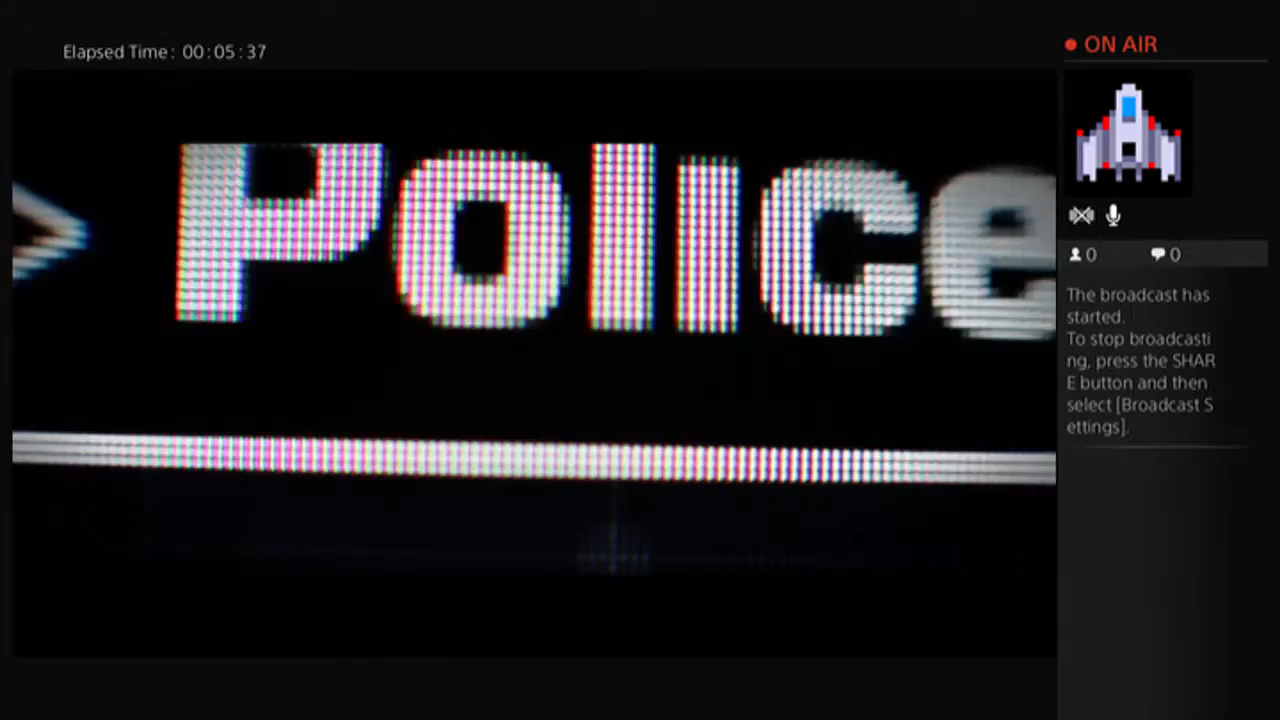 Elapsed Time: 00:05:37
ON AIR
> Police
0 0
The broadcast has
started.
To stop broadcasti
ng, press the SHAR
E button and then
select [Broadcast S
ettings].